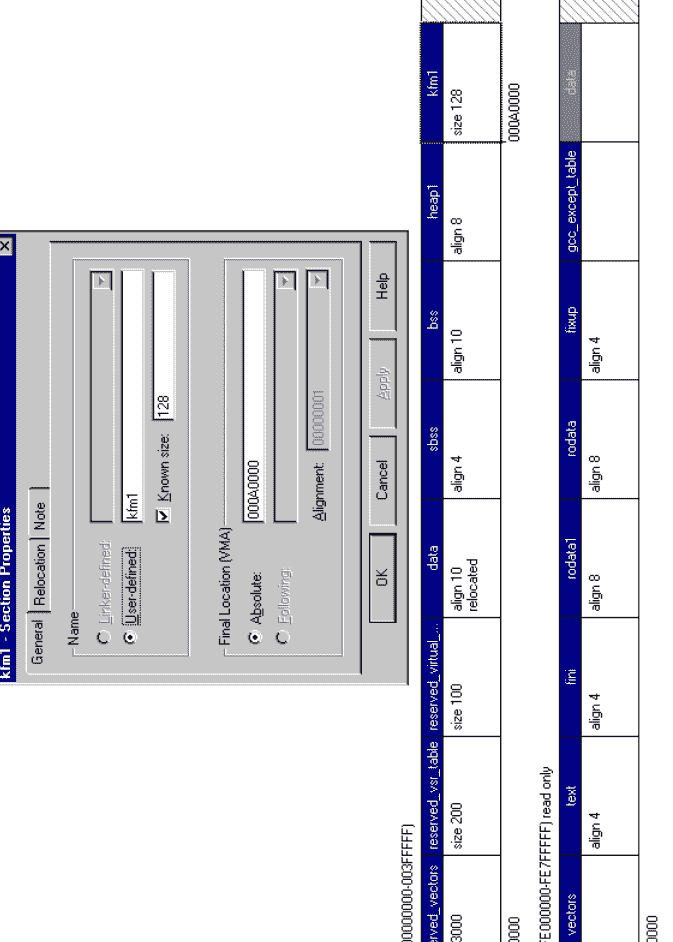 kfm1 - Section Properties
General
Relocation
Note
Name
Linker-defined:
User-defined:
kfm1
Known size:
128
Final Location (VMA)
Absolute:
000A0000
Following:
Alignment:
00000001
OK
Cancel
Apply
Help
00000000-003FFFFF)
erved_vectors
reserved_vsr_table
reserved_virtual_...
data
sbss
bss
heap1
kfm1
3000
size 200
size 100
align 10
relocated
align 4
align 10
align 8
size 128
0000
000A0000
FE000000-FE7FFFFF) read only
vectors
text
fini
rodata1
rodata
fixup
gcc_except_table
data
align 4
align 4
align 8
align 8
align 4
0000